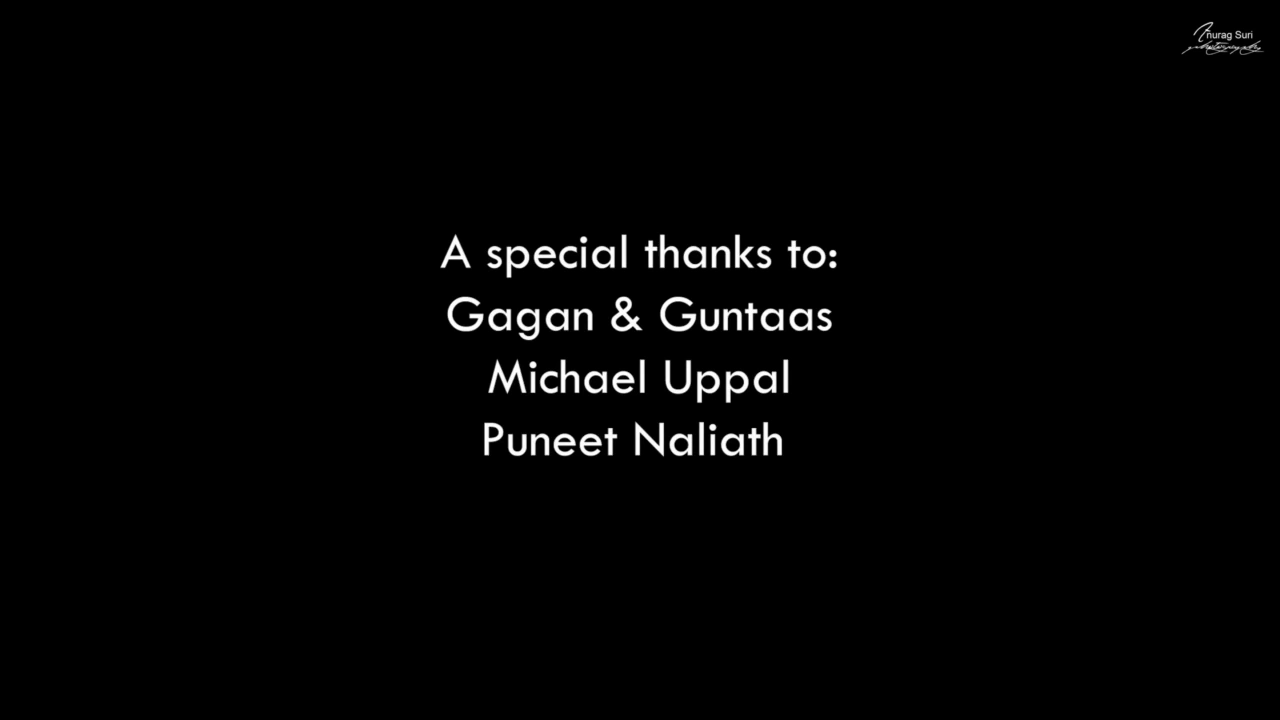 Anurag Suri
A special thanks to:
Gagan & Guntaas
Michael Uppal
Puneet Naliath